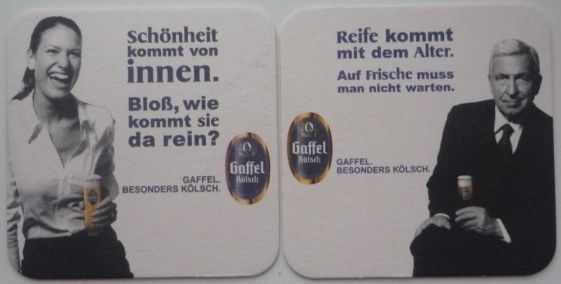 Schönheit
kommt von
innen.
Bloß, wie
kommt sie
da rein?
Gaffel
Kölsch
GAFFEL.
BESONDERS KÖLSCH.
Reife kommt
mit dem Alter.
Auf Frische muss
man nicht warten.
Gaffel
Kölsch
GAFFEL.
BESONDERS KÖLSCH.